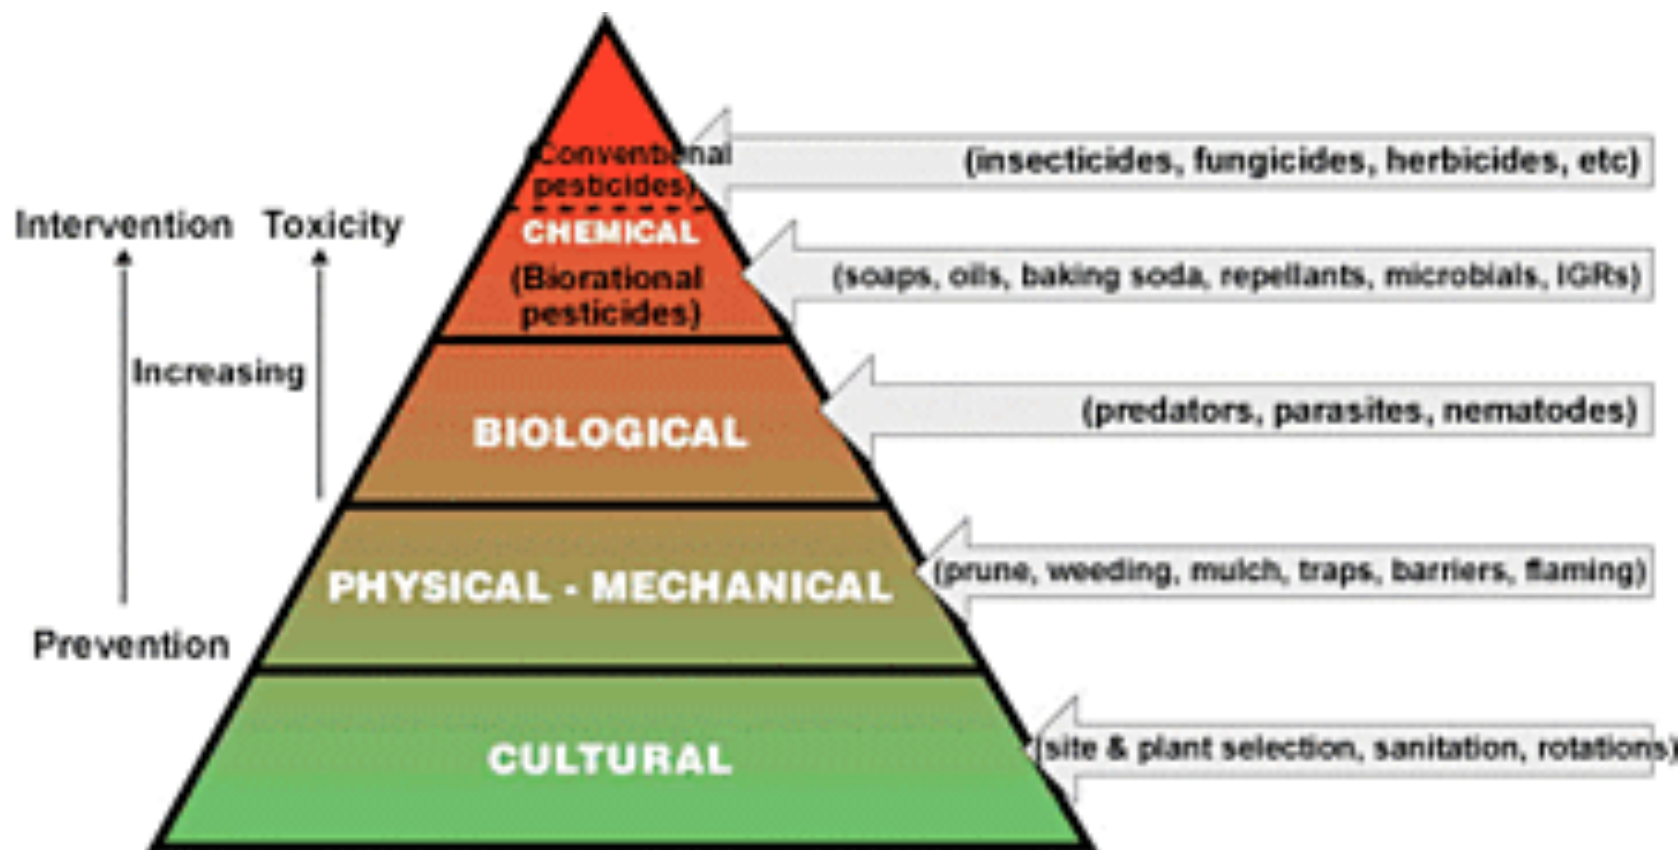 (Conventional
pesticides)
(insecticides, fungicides, herbicides, etc)
Intervention Toxicity
CHEMICAL
(Biorational
pesticides)
(soaps, oils, baking soda, repellants, microbials, IGRs)
Increasing
BIOLOGICAL
(predators, parasites, nematodes)
PHYSICAL - MECHANICAL
(prune, weeding, mulch, traps, barriers, flaming)
Prevention
CULTURAL
(site & plant selection, sanitation, rotations)